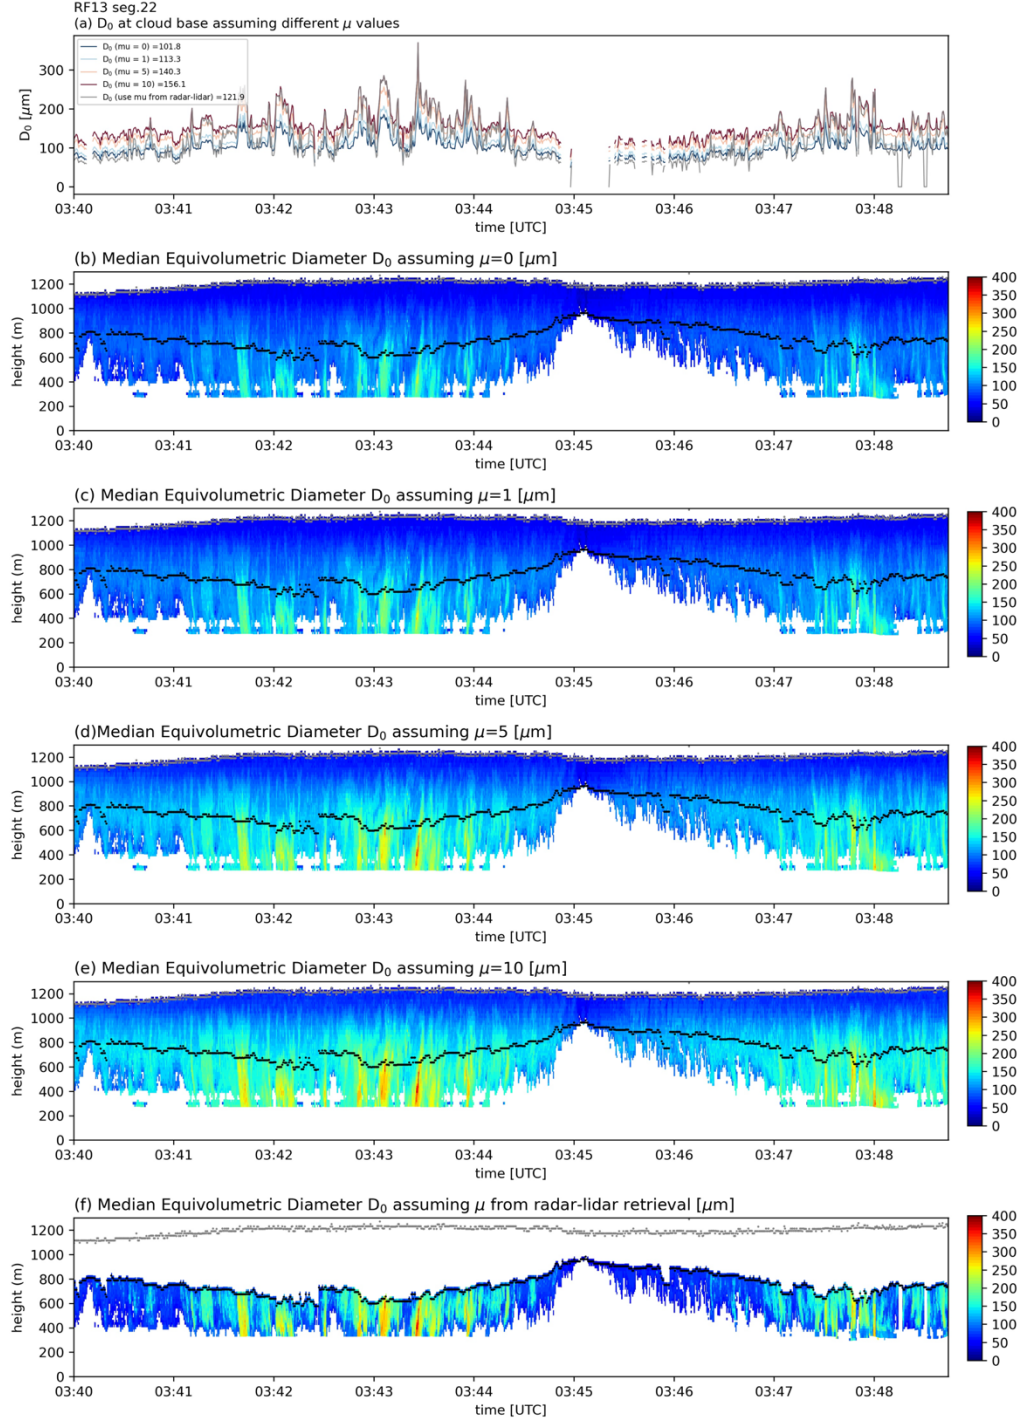 RF13 seg.22
(a) D₀ at cloud base assuming different μ values
D₀ (mu = 0) =101.8
D₀ (mu = 1) =113.3
D₀ (mu = 5) =140.3
D₀ (mu = 10) =156.1
D₀ (use mu from radar-lidar) =121.9
D₀ [μm]
300
200
100
0
03:40 03:41 03:42 03:43 03:44 03:45 03:46 03:47 03:48
time [UTC]
(b) Median Equivolumetric Diameter D₀ assuming μ=0 [μm]
height (m)
1200
1000
800
600
400
200
0
03:40 03:41 03:42 03:43 03:44 03:45 03:46 03:47 03:48
time [UTC]
400
350
300
250
200
150
100
50
0
(c) Median Equivolumetric Diameter D₀ assuming μ=1 [μm]
height (m)
1200
1000
800
600
400
200
0
03:40 03:41 03:42 03:43 03:44 03:45 03:46 03:47 03:48
time [UTC]
400
350
300
250
200
150
100
50
0
(d)Median Equivolumetric Diameter D₀ assuming μ=5 [μm]
height (m)
1200
1000
800
600
400
200
0
03:40 03:41 03:42 03:43 03:44 03:45 03:46 03:47 03:48
time [UTC]
400
350
300
250
200
150
100
50
0
(e) Median Equivolumetric Diameter D₀ assuming μ=10 [μm]
height (m)
1200
1000
800
600
400
200
0
03:40 03:41 03:42 03:43 03:44 03:45 03:46 03:47 03:48
time [UTC]
400
350
300
250
200
150
100
50
0
(f) Median Equivolumetric Diameter D₀ assuming μ from radar-lidar retrieval [μm]
height (m)
1200
1000
800
600
400
200
0
03:40 03:41 03:42 03:43 03:44 03:45 03:46 03:47 03:48
time [UTC]
400
350
300
250
200
150
100
50
0